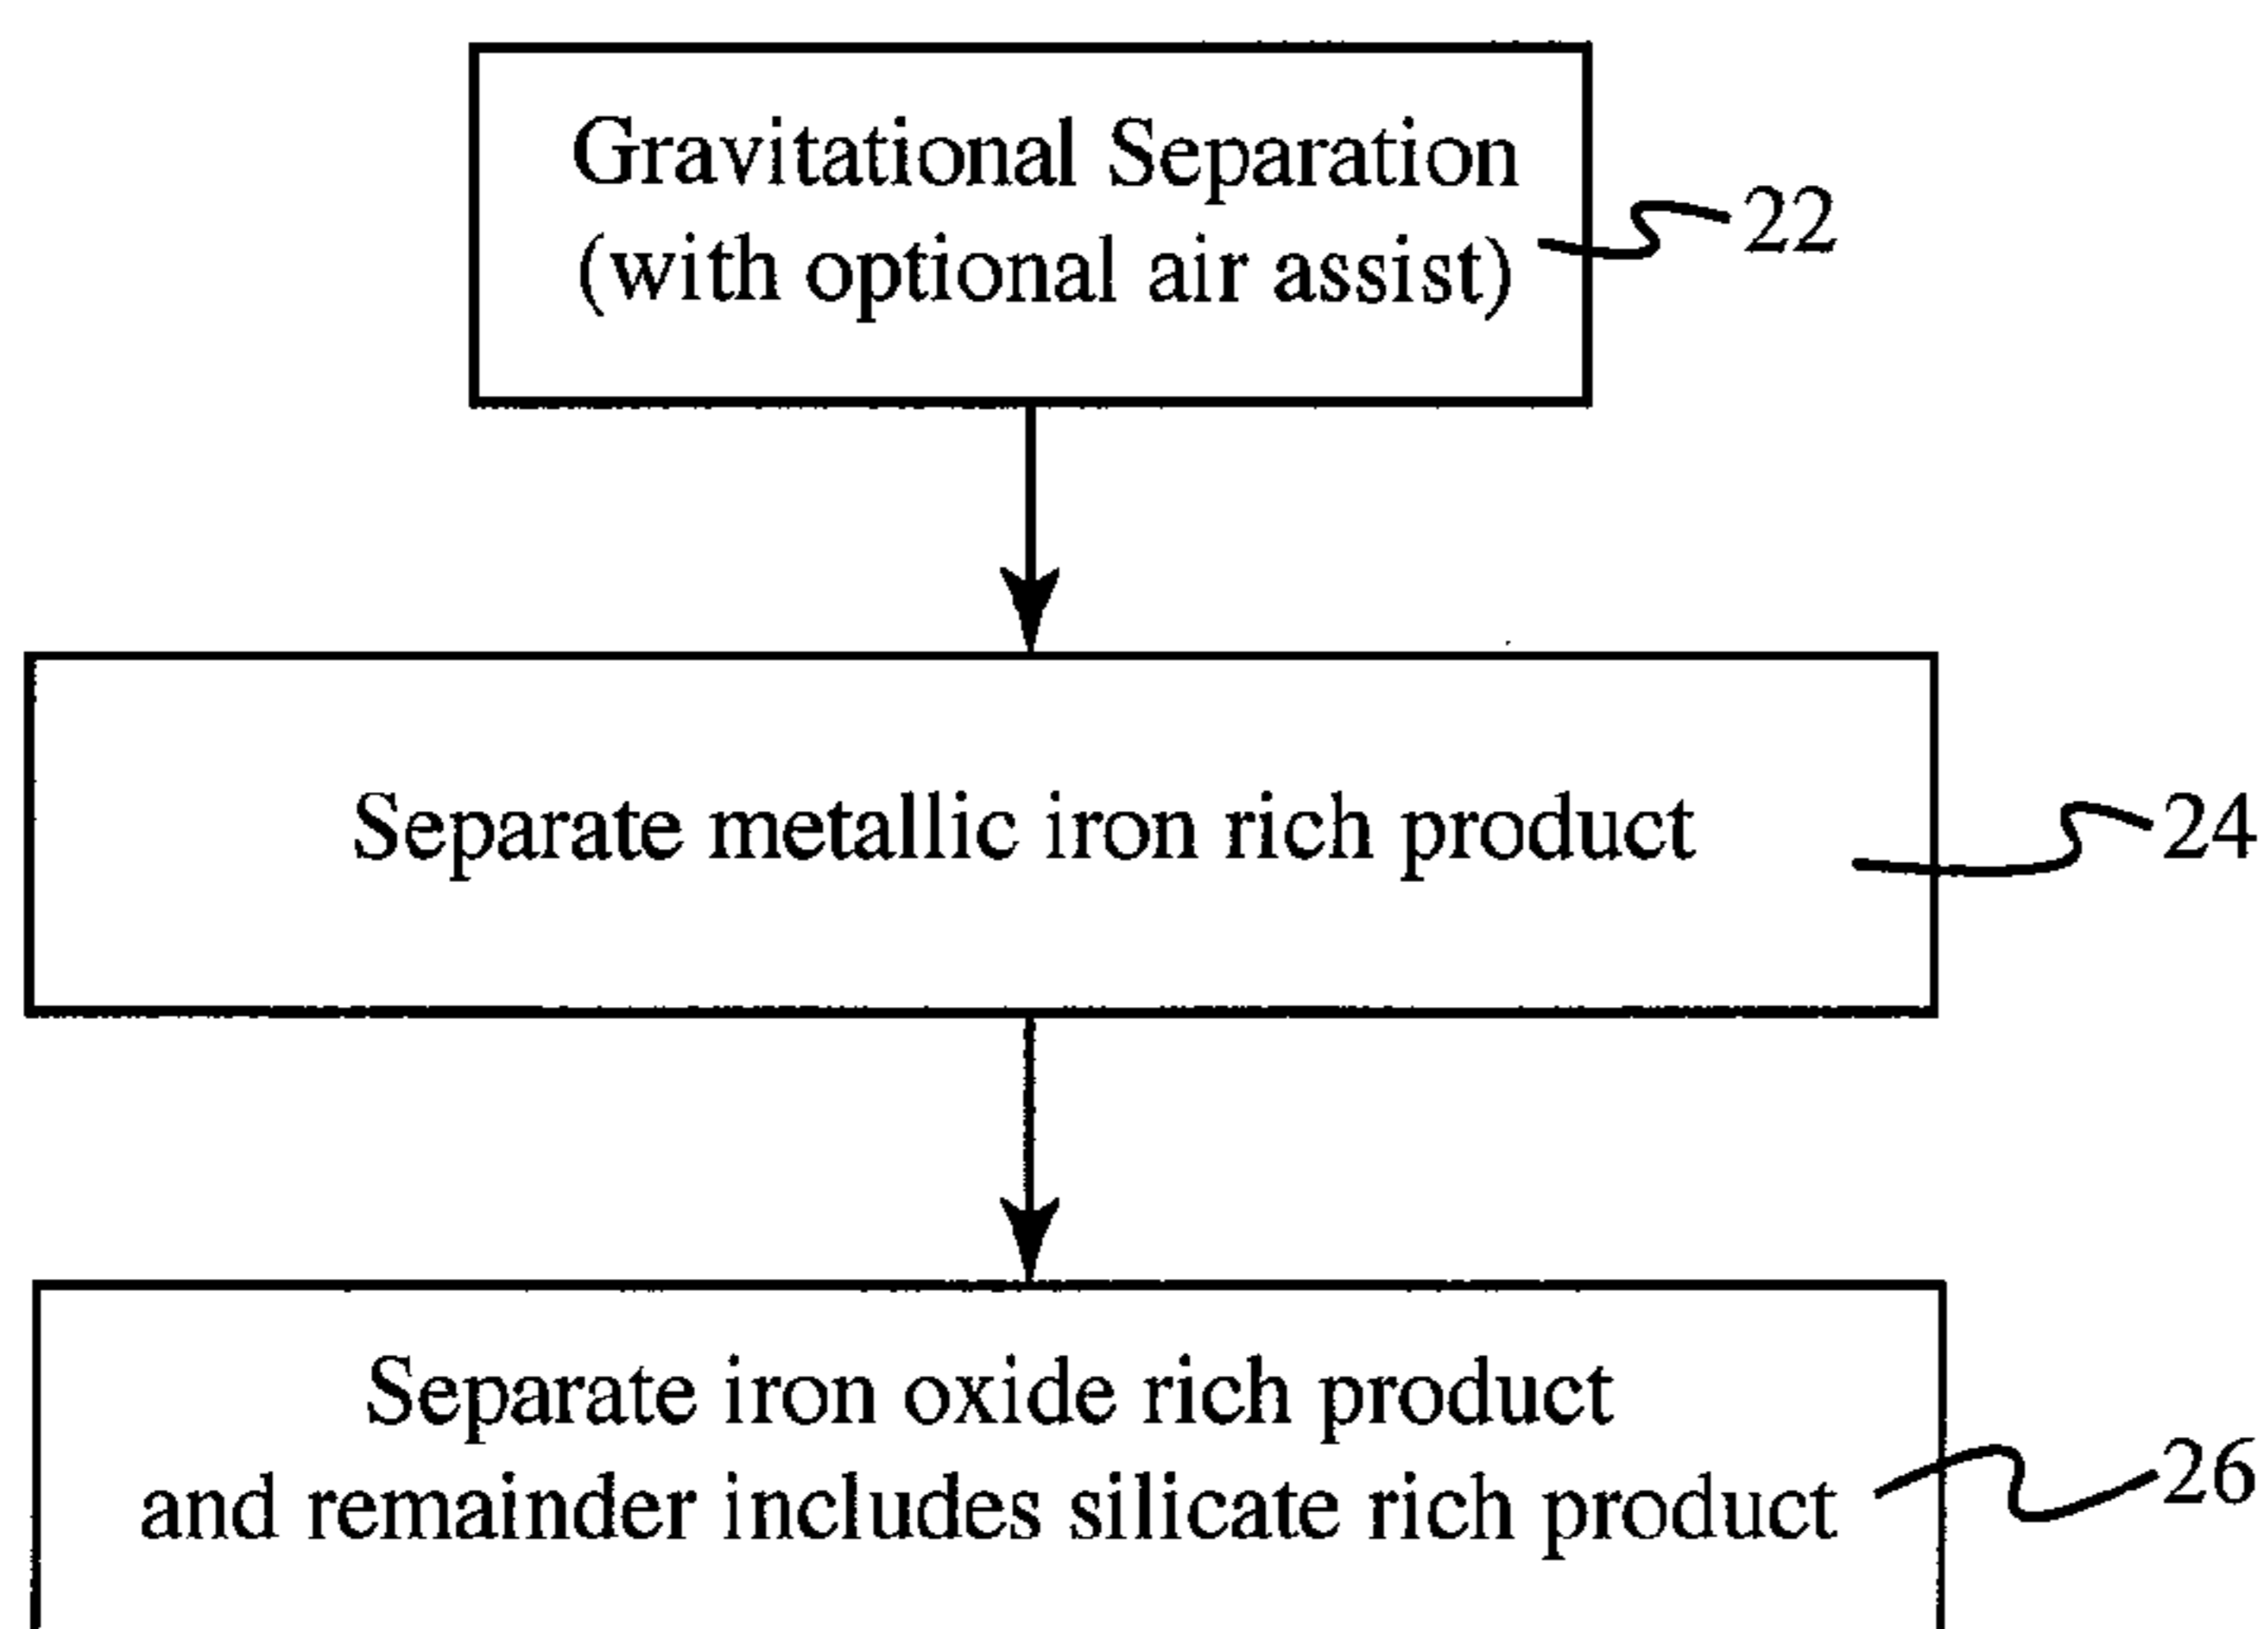 Gravitational Separation
(with optional air assist)
22
Separate metallic iron rich product
24
Separate iron oxide rich product
and remainder includes silicate rich product
26